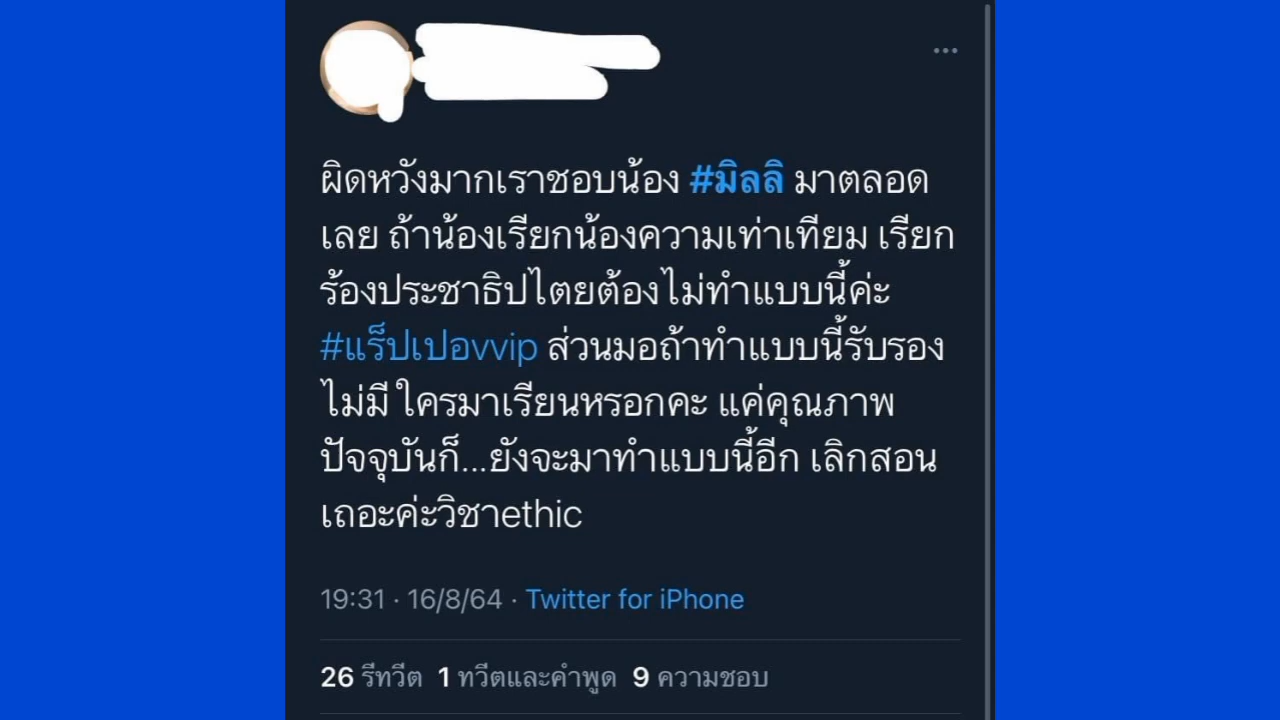 ผิดหวังมากเราชอบน้อง #มิลลิ มาตลอด
เลย ถ้าน้องเรียกน้องความเท่าเทียม เรียก
ร้องประชาธิปไตยต้องไม่ทำแบบนี้ค่ะ
#แร็ปเปอvvip ส่วนมอถ้าทำแบบนี้รับรอง
ไม่มี ใครมาเรียนหรอกคะ แค่คุณภาพ
ปัจจุบันก็...ยังจะมาทำแบบนี้อีก เลิกสอน
เถอะค่ะวิชาethic
19:31 · 16/8/64 · Twitter for iPhone
26 รีทวีต 1 ทวีตและคำพูด 9 ความชอบ